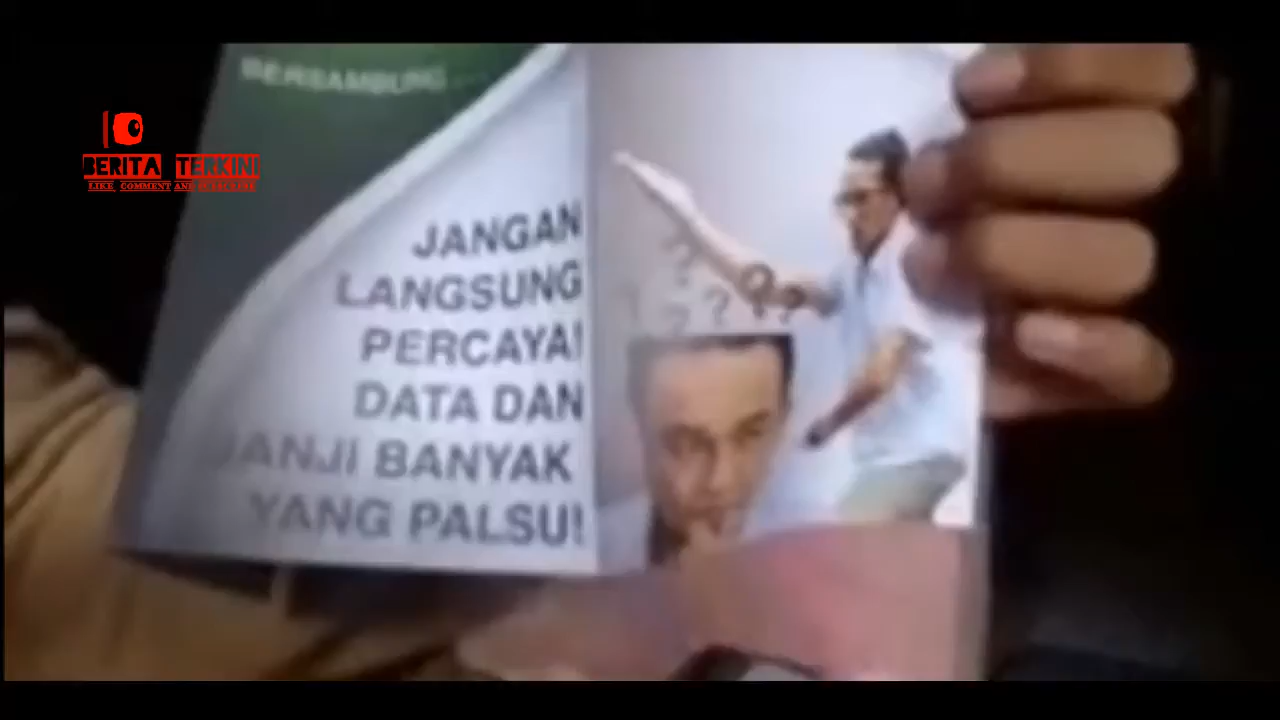 BERSAMBUNG...
BERITA TERKINI
LIKE, COMMENT AND SUBSCRIBE
JANGAN
LANGSUNG
PERCAYA!
DATA DAN
JANJI BANYAK
YANG PALSU!
? ? ? ? ?